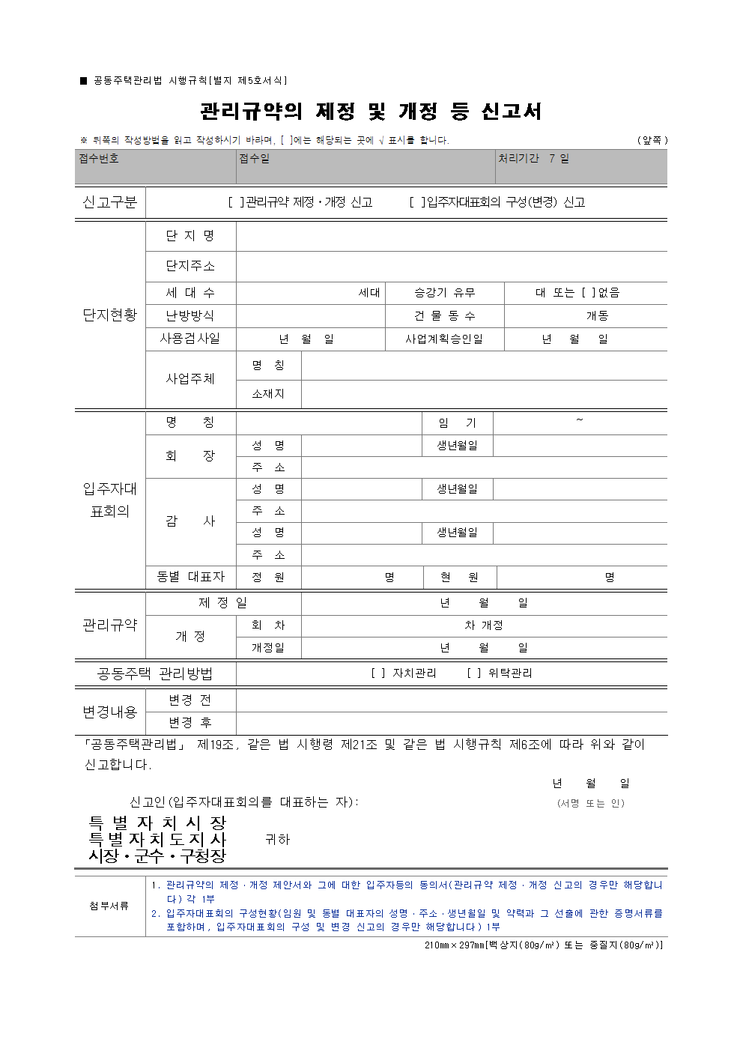 ■ 공동주택관리법 시행규칙[별지 제5호서식]
관리규약의 제정 및 개정 등 신고서
※ 뒤쪽의 작성방법을 읽고 작성하시기 바라며, [ ]에는 해당되는 곳에 √ 표시를 합니다. (앞쪽)
접수번호 접수일 처리기간 7 일
신고구분 [ ]관리규약 제정·개정 신고 [ ]입주자대표회의 구성(변경) 신고
단 지 명
단지주소
세 대 수 세대 승강기 유무 대 또는 [ ]없음
단지현황 난방방식 건 물 동 수 개동
사용검사일 년 월 일 사업계획승인일 년 월 일
사업주체 명 칭
소재지
명 칭 임 기 ~
회 장 성 명 생년월일
주 소
입주자대 성 명 생년월일
표회의 주 소
감 사
성 명 생년월일
주 소
동별 대표자 정 원 명 현 원 명
제 정 일 년 월 일
관리규약 개 정 회 차 차 개정
개정일 년 월 일
공동주택 관리방법 [ ] 자치관리 [ ] 위탁관리
변경내용 변경 전
변경 후
「공동주택관리법」 제19조, 같은 법 시행령 제21조 및 같은 법 시행규칙 제6조에 따라 위와 같이
신고합니다.
년 월 일
신고인(입주자대표회의를 대표하는 자): (서명 또는 인)
특 별 자 치 시 장
특별자치도지사 귀하
시장·군수·구청장
첨부서류
1. 관리규약의 제정·개정 제안서와 그에 대한 입주자등의 동의서(관리규약 제정·개정 신고의 경우만 해당합니
다) 각 1부
2. 입주자대표회의 구성현황(임원 및 동별 대표자의 성명·주소·생년월일 및 약력과 그 선출에 관한 증명서류를
포함하며, 입주자대표회의 구성 및 변경 신고의 경우만 해당합니다) 1부
210mm×297mm[백상지(80g/㎡) 또는 중질지(80g/㎡)]